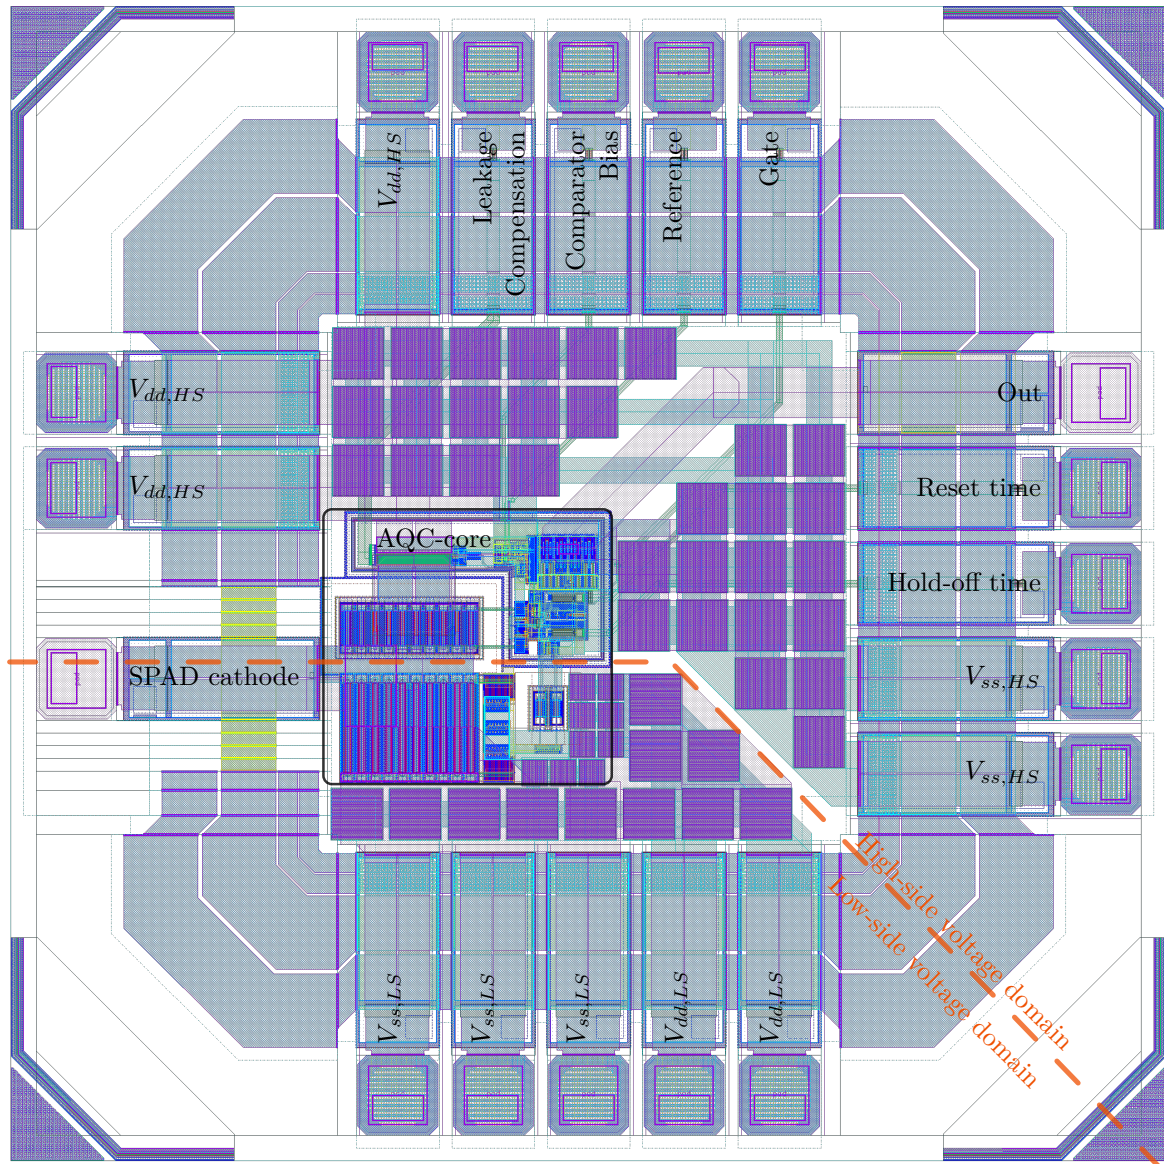 V_{dd,HS}
Leakage
Compensation
Comparator
Bias
Reference
Gate
V_{dd,HS}
V_{dd,HS}
SPAD cathode
AQC-core
Out
Reset time
Hold-off time
V_{ss,HS}
V_{ss,HS}
High-side voltage domain
Low-side voltage domain
V_{ss,LS}
V_{ss,LS}
V_{ss,LS}
V_{dd,LS}
V_{dd,LS}